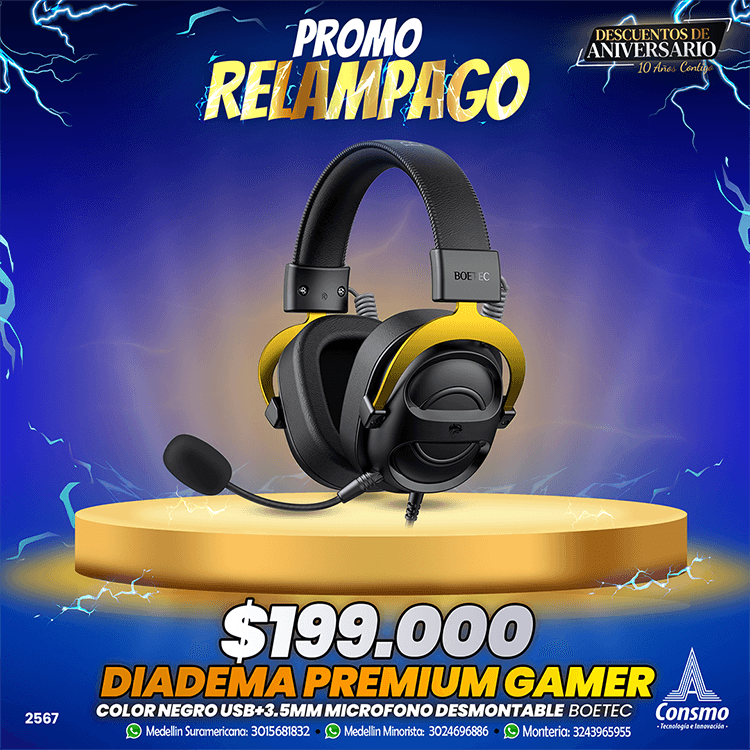 PROMO
RELAMPAGO
DESCUENTOS DE
ANIVERSARIO
10 Años Contigo
BOETEC
$199.000
DIADEMA PREMIUM GAMER
COLOR NEGRO USB+3.5MM MICROFONO DESMONTABLE BOETEC
2567
Medellin Suramericana: 3015681832 • Medellin Minorista: 3024696886 • Monteria: 3243965955
Consmo
- Tecnología e Innovación -